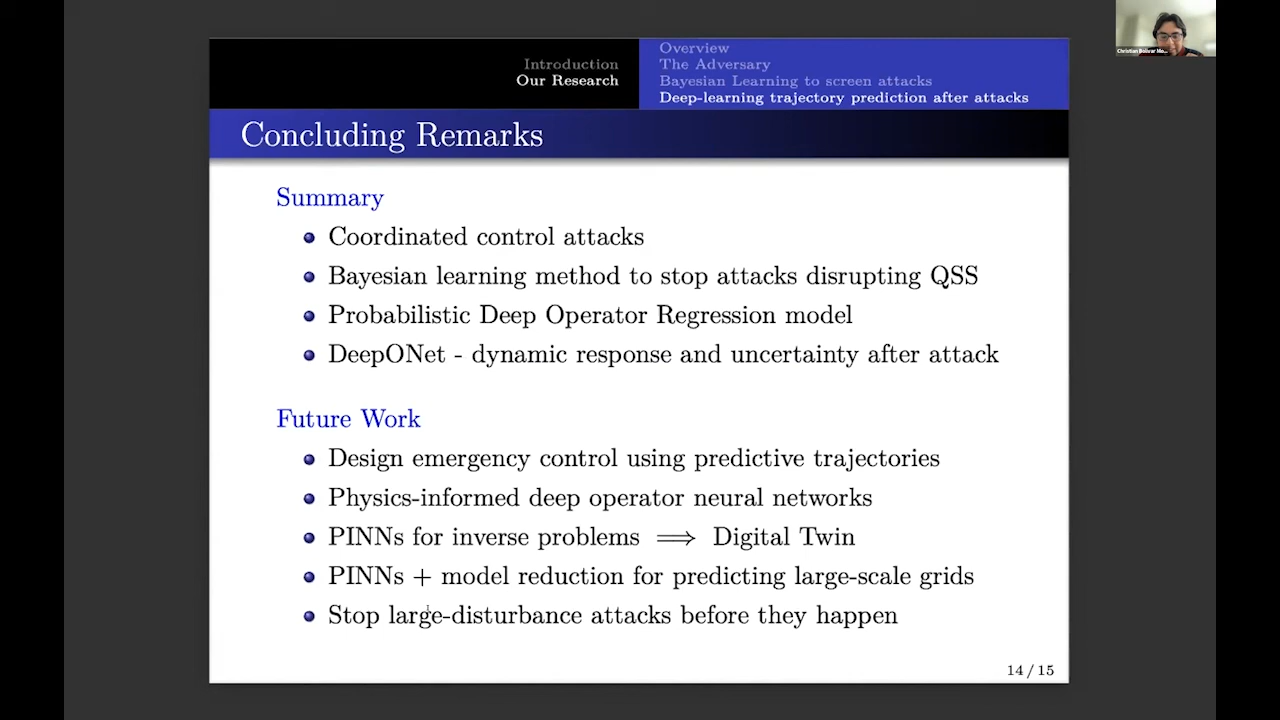 Christian Bolivar Mo...
Introduction
Our Research
Overview
The Adversary
Bayesian Learning to screen attacks
Deep-learning trajectory prediction after attacks
Concluding Remarks
Summary
Coordinated control attacks
Bayesian learning method to stop attacks disrupting QSS
Probabilistic Deep Operator Regression model
DeepONet - dynamic response and uncertainty after attack
Future Work
Design emergency control using predictive trajectories
Physics-informed deep operator neural networks
PINNs for inverse problems ⟹ Digital Twin
PINNs + model reduction for predicting large-scale grids
Stop large-disturbance attacks before they happen
14 / 15